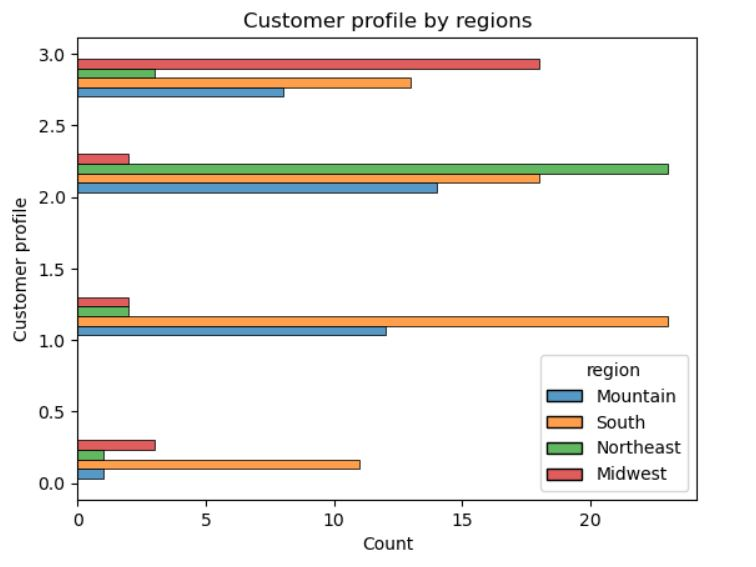 Customer profile by regions
3.0
2.5
2.0
1.5
1.0
0.5
0.0
Customer profile
0 5 10 15 20
Count
region
Mountain
South
Northeast
Midwest